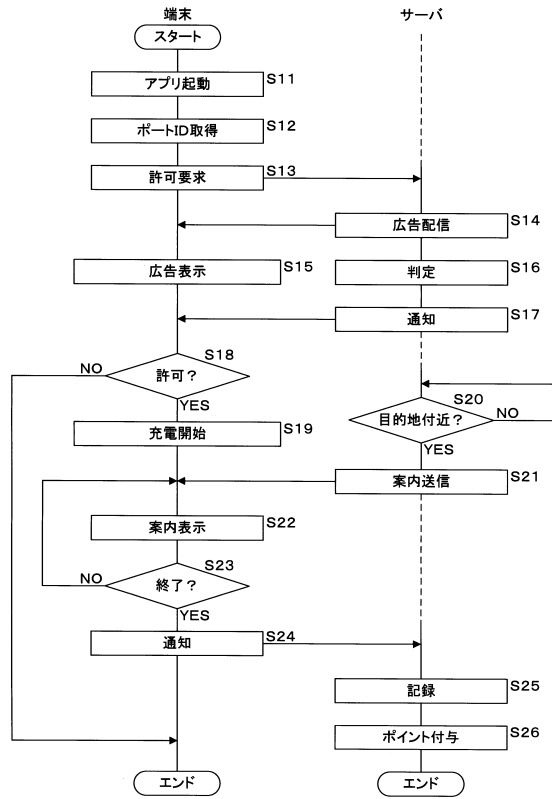 端末
サーバ
スタート
アプリ起動
S11
ポートID取得
S12
許可要求
S13
広告配信
S14
広告表示
S15
判定
S16
通知
S17
許可？
S18
NO
YES
目的地付近？
S20
NO
YES
充電開始
S19
案内送信
S21
案内表示
S22
終了？
S23
NO
YES
通知
S24
記録
S25
ポイント付与
S26
エンド
エンド